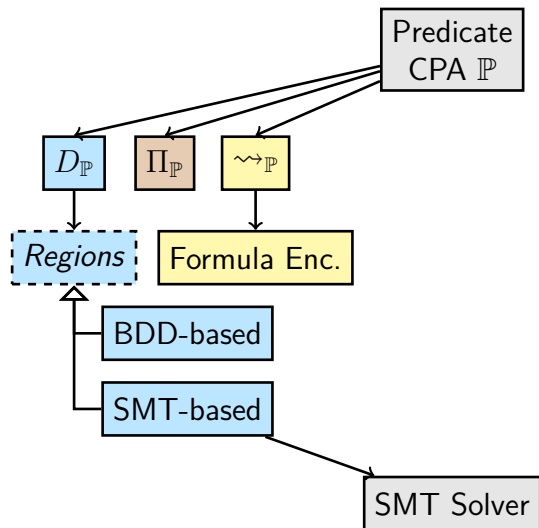 Predicate
CPA ℙ
D_ℙ
Π_ℙ
⇝_ℙ
Regions
Formula Enc.
BDD-based
SMT-based
SMT Solver